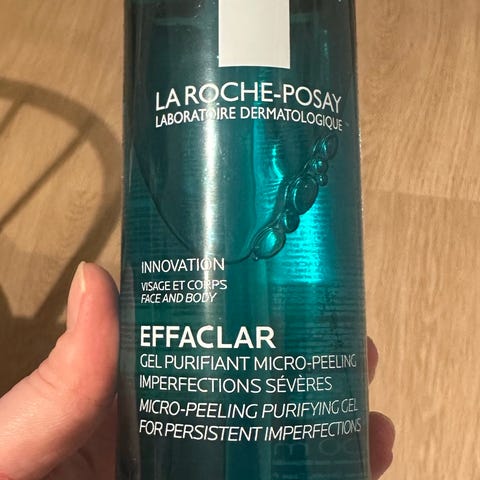 LA ROCHE-POSAY
LABORATOIRE DERMATOLOGIQUE
INNOVATION
VISAGE ET CORPS
FACE AND BODY
EFFACLAR
GEL PURIFIANT MICRO-PEELING
IMPERFECTIONS SÉVÈRES
MICRO-PEELING PURIFYING GEL
FOR PERSISTENT IMPERFECTIONS